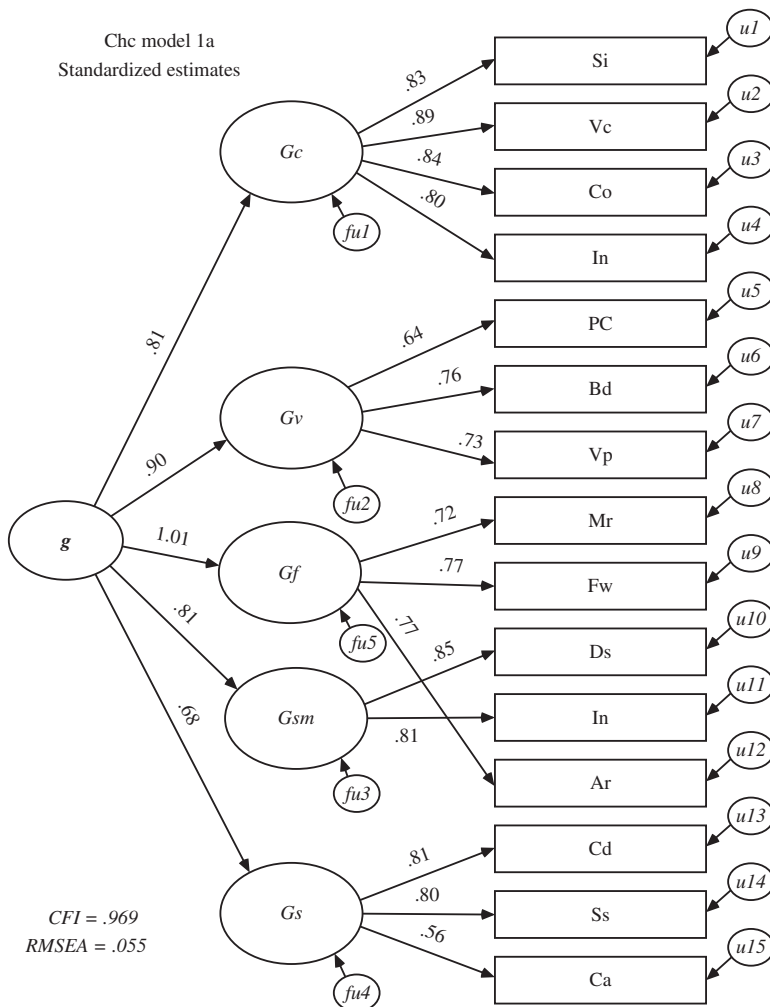 Chc model 1a
Standardized estimates
u1
Si
.83
u2
Vc
.89
Gc
u3
Co
.84
u4
In
.80
fu1
u5
PC
.64
.81
u6
Bd
.76
Gv
u7
Vp
.73
.90
fu2
u8
Mr
.72
g
1.01
Gf
u9
Fw
.77
.77
fu5
u10
Ds
.85
.81
u11
In
.81
Gsm
.68
u12
Ar
fu3
u13
Cd
.81
u14
Ss
.80
Gs
u15
Ca
.56
fu4
CFI = .969
RMSEA = .055